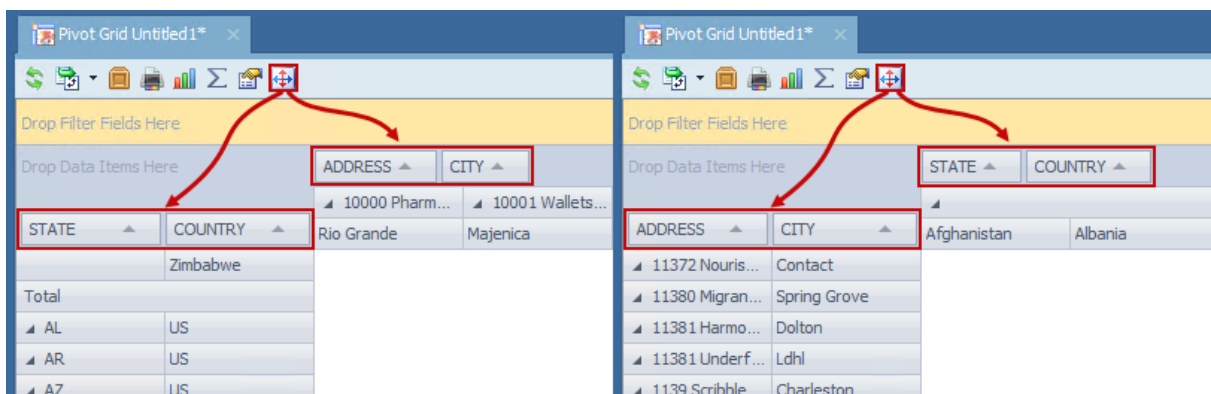 Pivot Grid Untitled1*
Drop Filter Fields Here
Drop Data Items Here
ADDRESS CITY
10000 Pharm... 10001 Wallets...
STATE COUNTRY
Rio Grande Majenica
Zimbabwe
Total
AL US
AR US
AZ US
Pivot Grid Untitled1*
Drop Filter Fields Here
Drop Data Items Here
STATE COUNTRY
ADDRESS CITY
Afghanistan Albania
11372 Nouris... Contact
11380 Migran... Spring Grove
11381 Harmo... Dolton
11381 Underf... Ldhl
1139 Scribble Charleston